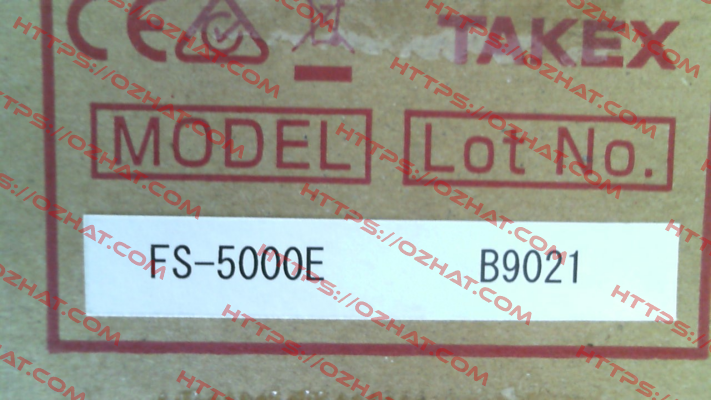 CE TAKEX
MODEL Lot No.
FS-5000E B9021
HTTPS://OZHAT.COM